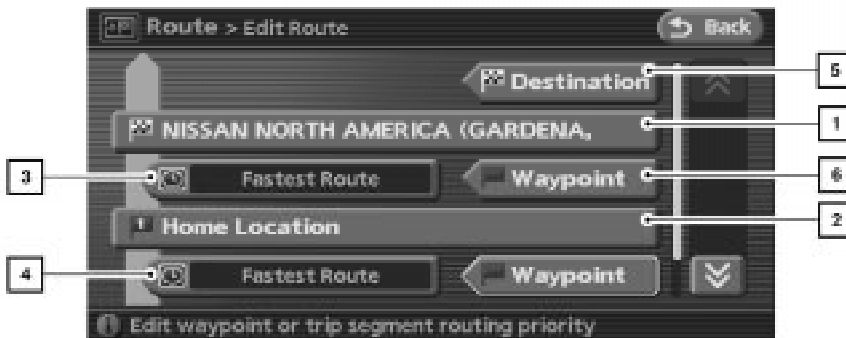 Route > Edit Route
Back
Destination
5
NISSAN NORTH AMERICA (GARDENA,
1
3
Fastest Route
Waypoint
6
Home Location
2
4
Fastest Route
Waypoint
Edit waypoint or trip segment routing priority